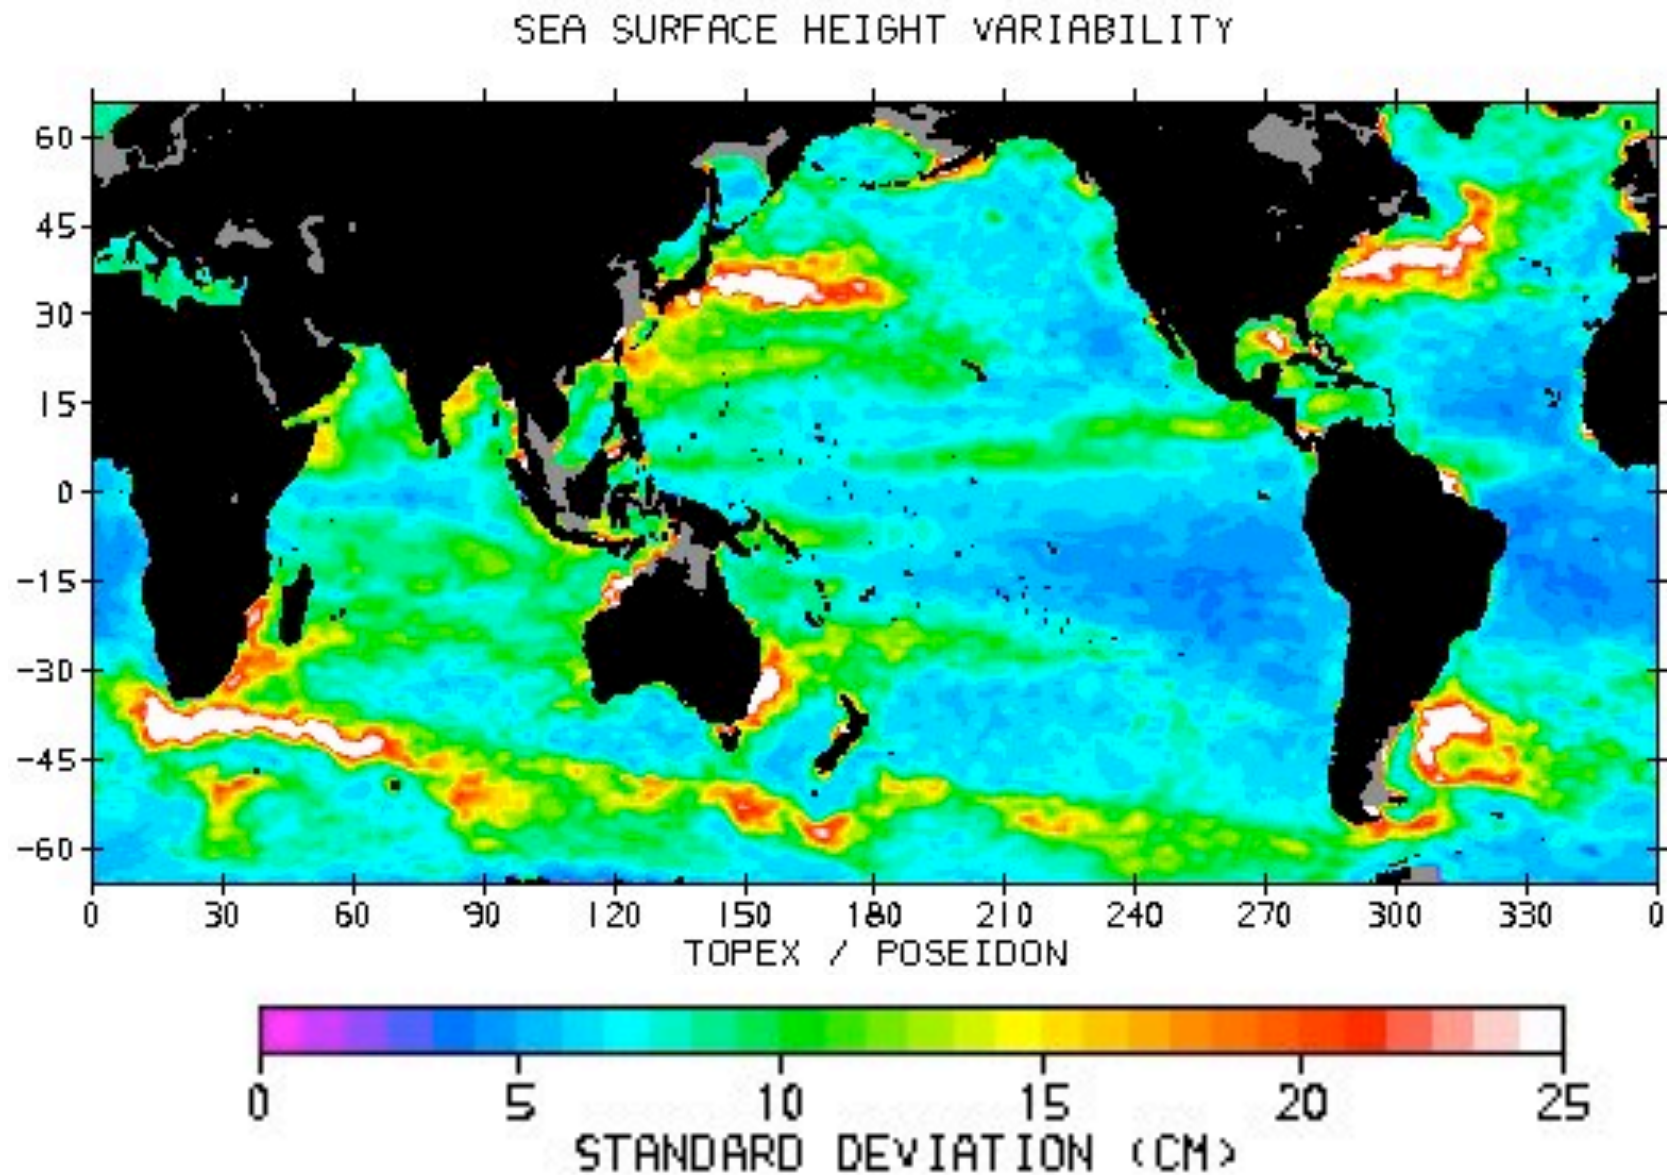 SEA SURFACE HEIGHT VARIABILITY
60
45
30
15
0
-15
-30
-45
-60
0 30 60 90 120 150 180 210 240 270 300 330 0
TOPEX / POSEIDON
0 5 10 15 20 25
STANDARD DEVIATION (CM)